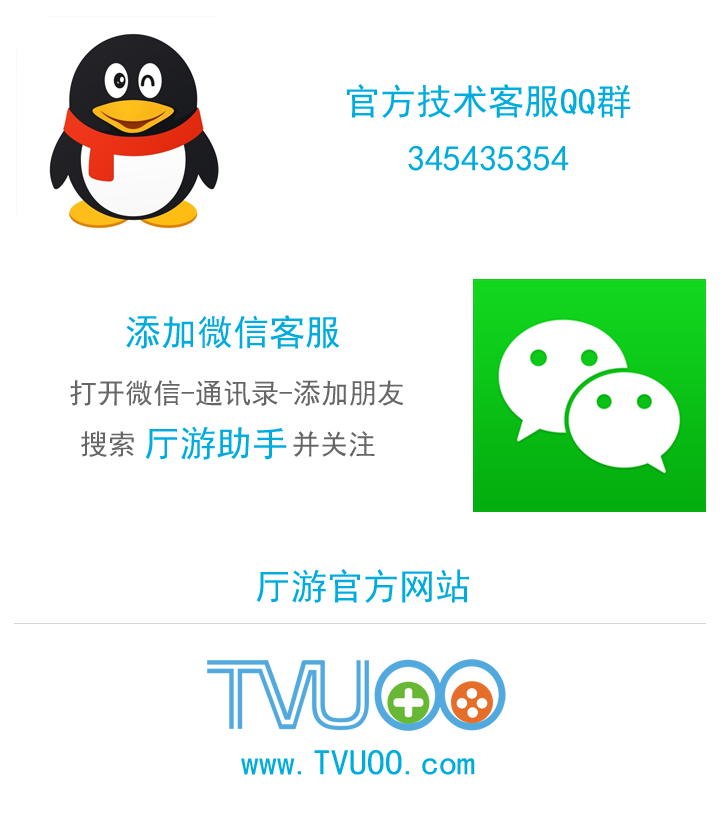 官方技术客服QQ群
345435354
添加微信客服
打开微信-通讯录-添加朋友
搜索 厅游助手 并关注
厅游官方网站
TVUOO
www.TVUOO.com